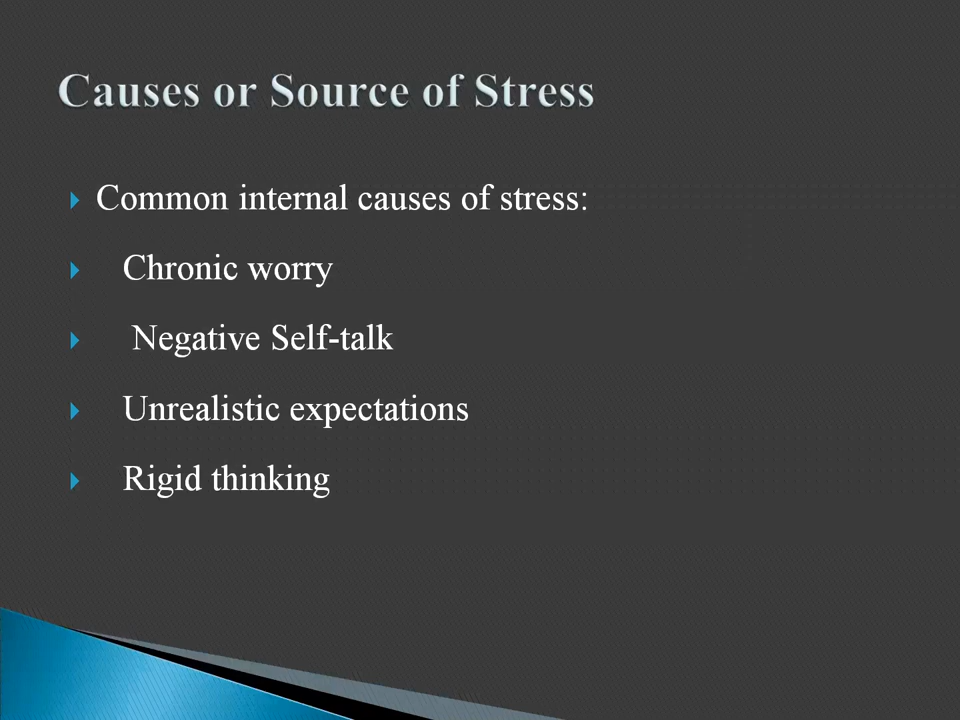 Causes or Source of Stress
Common internal causes of stress:
Chronic worry
Negative Self-talk
Unrealistic expectations
Rigid thinking